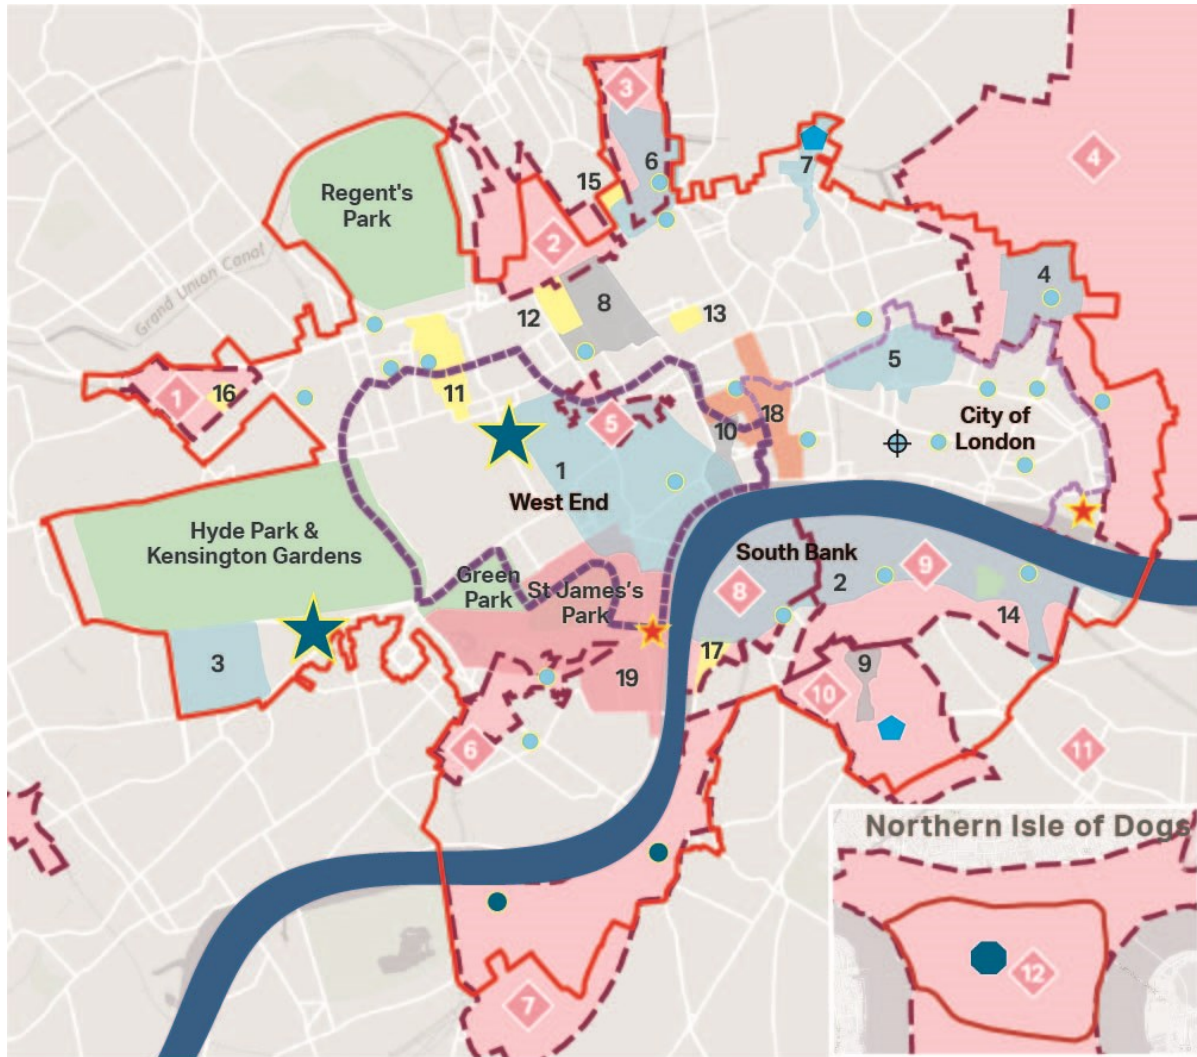 3
4
6
7
15
Regent's
Park
2
Grand Union Canal
4
12
8
13
5
1
16
11
5
10
18
City of
London
1
West End
Hyde Park &
Kensington Gardens
South Bank
Green
Park
St James's
Park
8
2
9
14
3
17
19
9
10
6
11
Northern Isle of Dogs
7
12